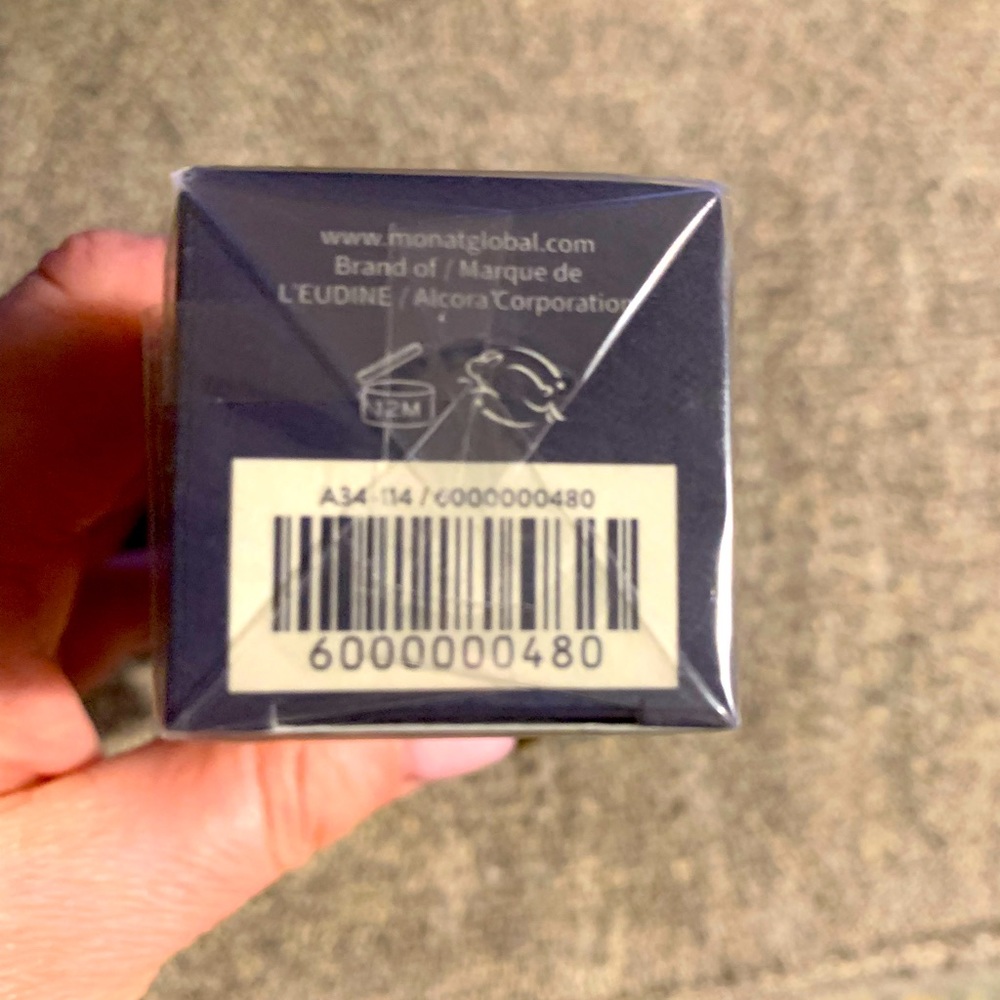 www.monatglobal.com
Brand of / Marque de
L'EUDINE / Alcora Corporation
12M
A34-114 / 6000000480
6000000480